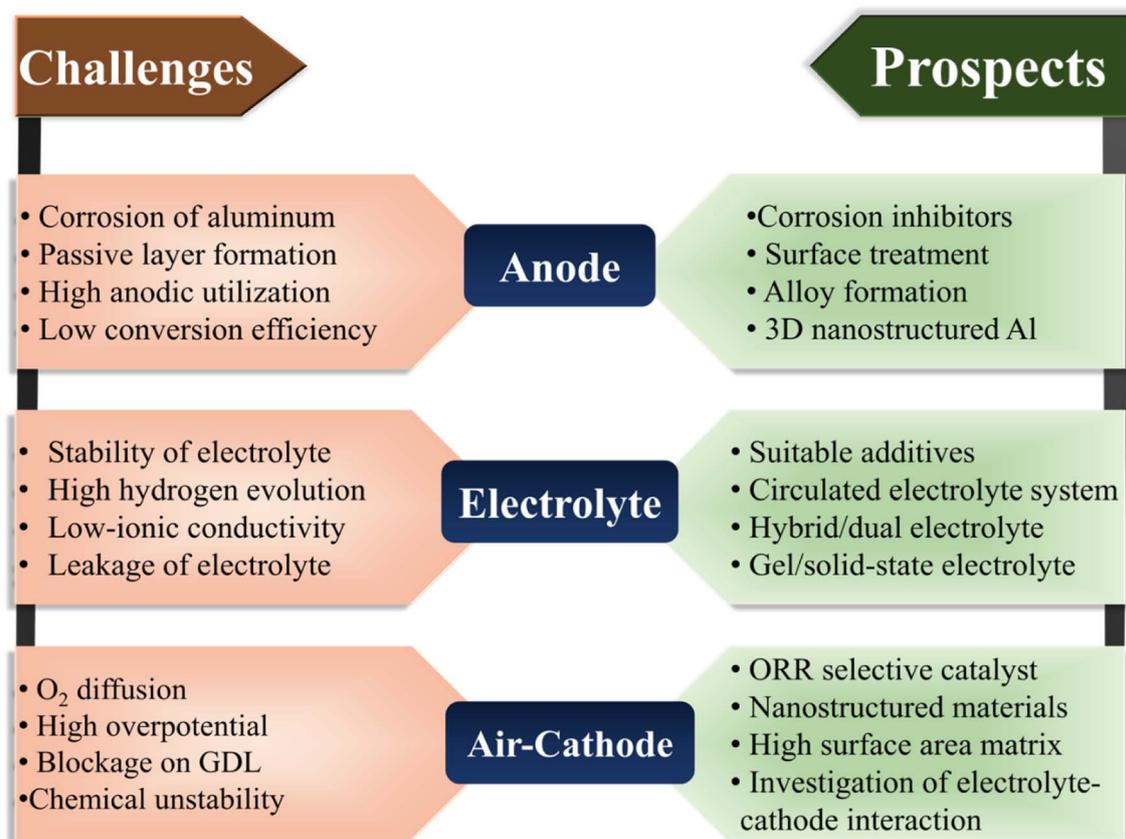 Challenges
Prospects
• Corrosion of aluminum
• Passive layer formation
• High anodic utilization
• Low conversion efficiency
Anode
•Corrosion inhibitors
• Surface treatment
• Alloy formation
• 3D nanostructured Al
• Stability of electrolyte
• High hydrogen evolution
• Low-ionic conductivity
• Leakage of electrolyte
Electrolyte
• Suitable additives
• Circulated electrolyte system
• Hybrid/dual electrolyte
• Gel/solid-state electrolyte
• O₂ diffusion
• High overpotential
• Blockage on GDL
•Chemical unstability
Air-Cathode
• ORR selective catalyst
• Nanostructured materials
• High surface area matrix
• Investigation of electrolyte-
cathode interaction